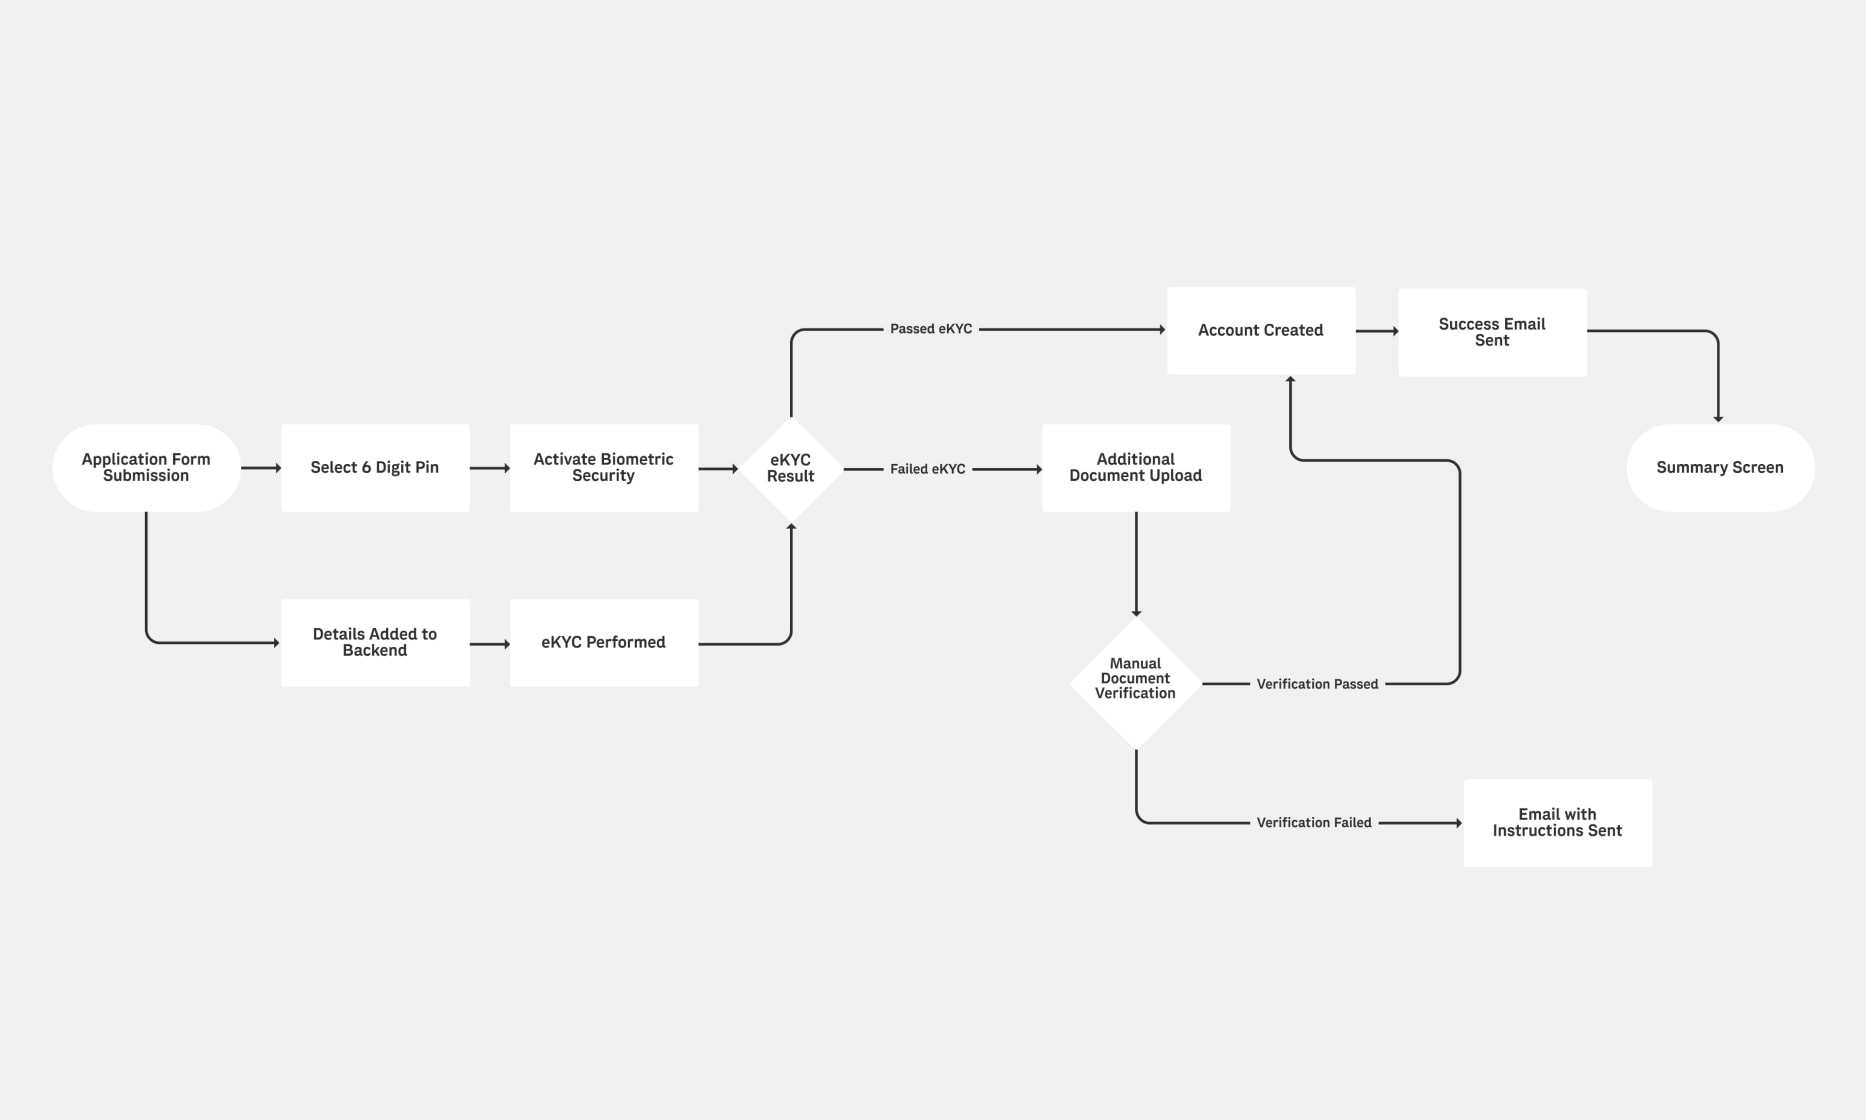 Application Form
Submission
Select 6 Digit Pin
Activate Biometric
Security
eKYC
Result
Details Added to
Backend
eKYC Performed
Passed eKYC
Failed eKYC
Account Created
Success Email
Sent
Summary Screen
Additional
Document Upload
Manual
Document
Verification
Verification Passed
Verification Failed
Email with
Instructions Sent